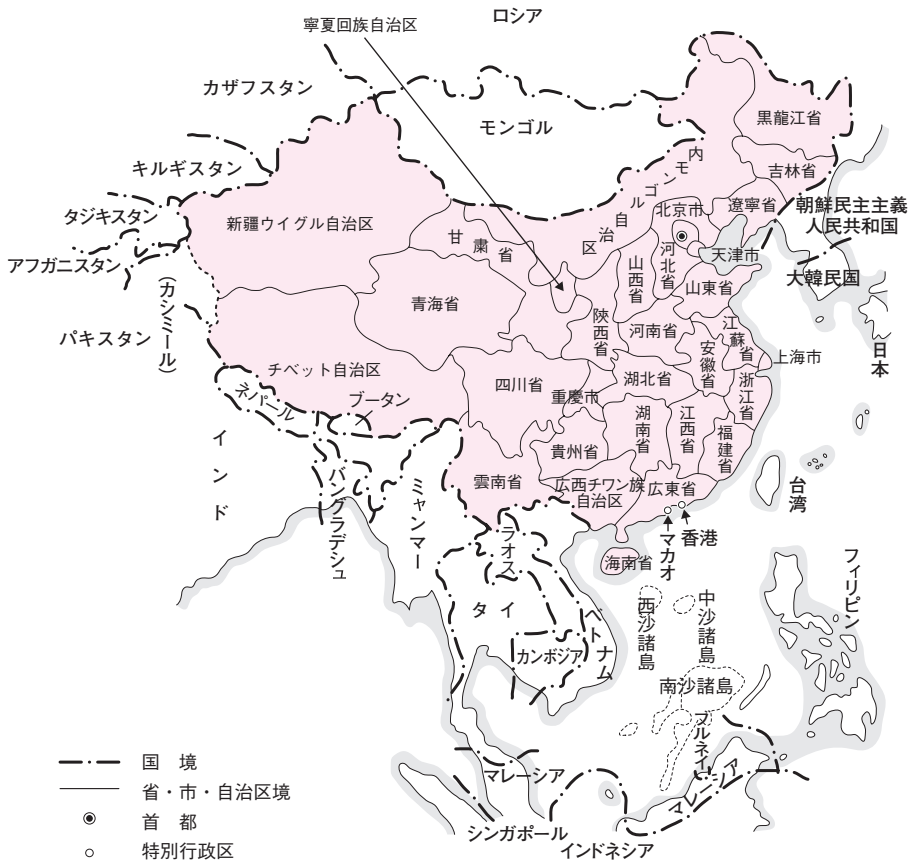 寧夏回族自治区
ロシア
カザフスタン
モンゴル
黒龍江省
内モンゴル自治区
吉林省
キルギスタン
北京市
遼寧省
朝鮮民主主義
人民共和国
タジキスタン
新疆ウイグル自治区
甘粛省
河北省
天津市
アフガニスタン
山西省
大韓民国
(カシミール)
青海省
山東省
陝西省
河南省
江蘇省
パキスタン
安徽省
上海市
日本
チベット自治区
四川省
重慶市
湖北省
浙江省
ネパール
ブータン
湖南省
江西省
インド
貴州省
福建省
バングラデシュ
ミャンマー
雲南省
広西チワン族
自治区
広東省
台湾
香港
マカオ
ラオス
海南省
フィリピン
タイ
ベトナム
西沙諸島
中沙諸島
カンボジア
南沙諸島
ブルネイ
マレーシア
マレーシア
シンガポール
インドネシア
国 境
省・市・自治区境
首 都
特別行政区